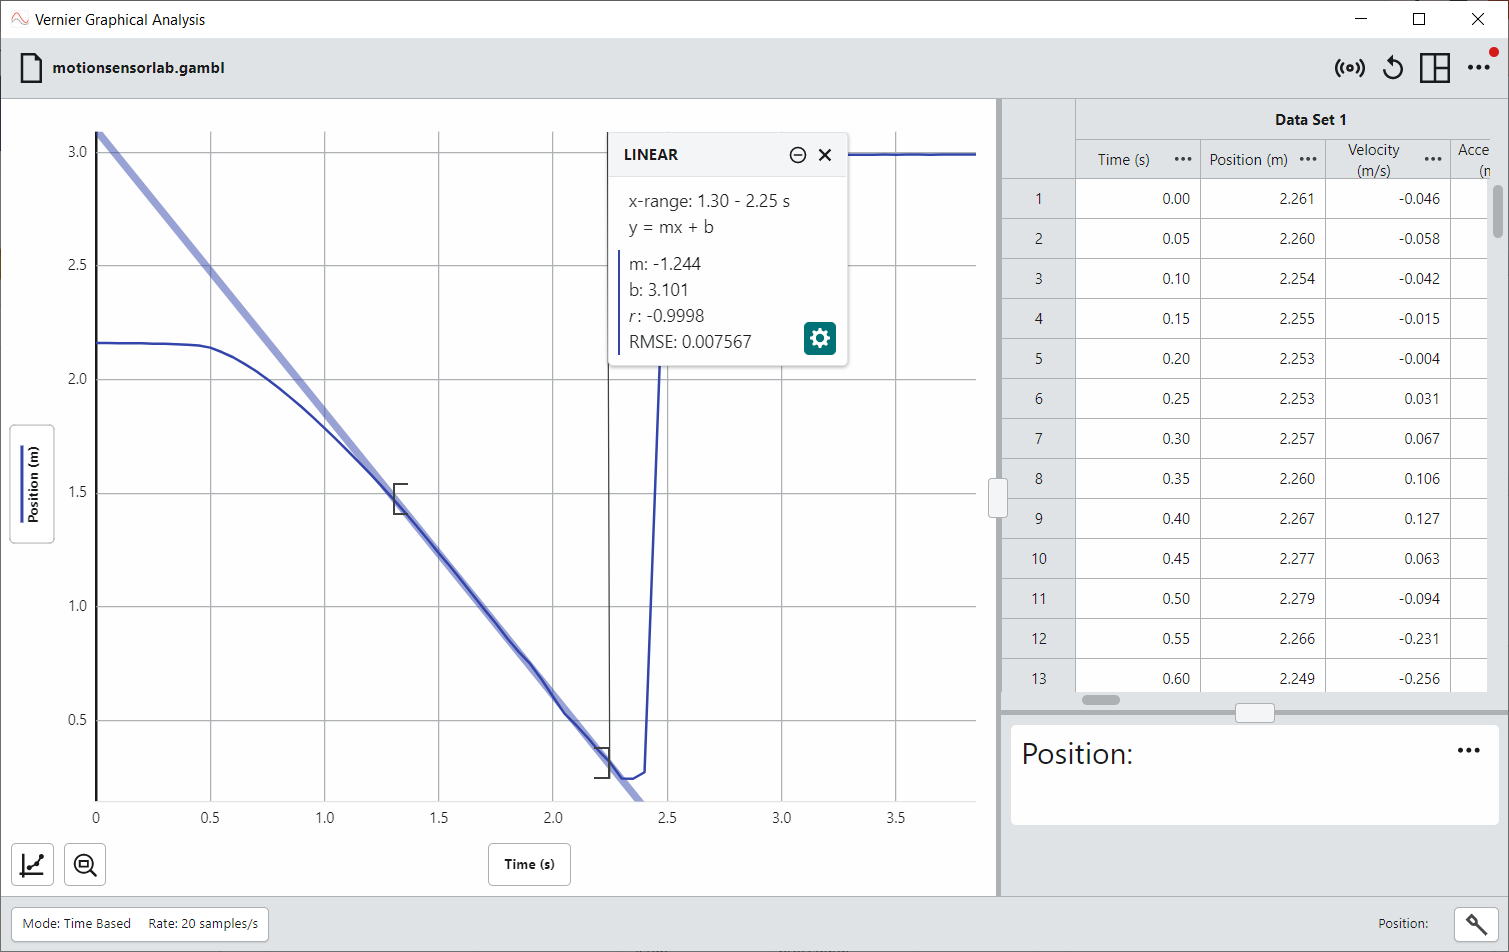 Vernier Graphical Analysis
motionsensorlab.gambl
3.0
2.5
2.0
1.5
1.0
0.5
Position (m)
0 0.5 1.0 1.5 2.0 2.5 3.0 3.5
Time (s)
LINEAR
x-range: 1.30 - 2.25 s
y = mx + b
m: -1.244
b: 3.101
r: -0.9998
RMSE: 0.007567
Data Set 1
Time (s) ••• Position (m) ••• Velocity (m/s) ••• Acce
1 0.00 2.261 -0.046
2 0.05 2.260 -0.058
3 0.10 2.254 -0.042
4 0.15 2.255 -0.015
5 0.20 2.253 -0.004
6 0.25 2.253 0.031
7 0.30 2.257 0.067
8 0.35 2.260 0.106
9 0.40 2.267 0.127
10 0.45 2.277 0.063
11 0.50 2.279 -0.094
12 0.55 2.266 -0.231
13 0.60 2.249 -0.256
Position:
Mode: Time Based Rate: 20 samples/s
Position: